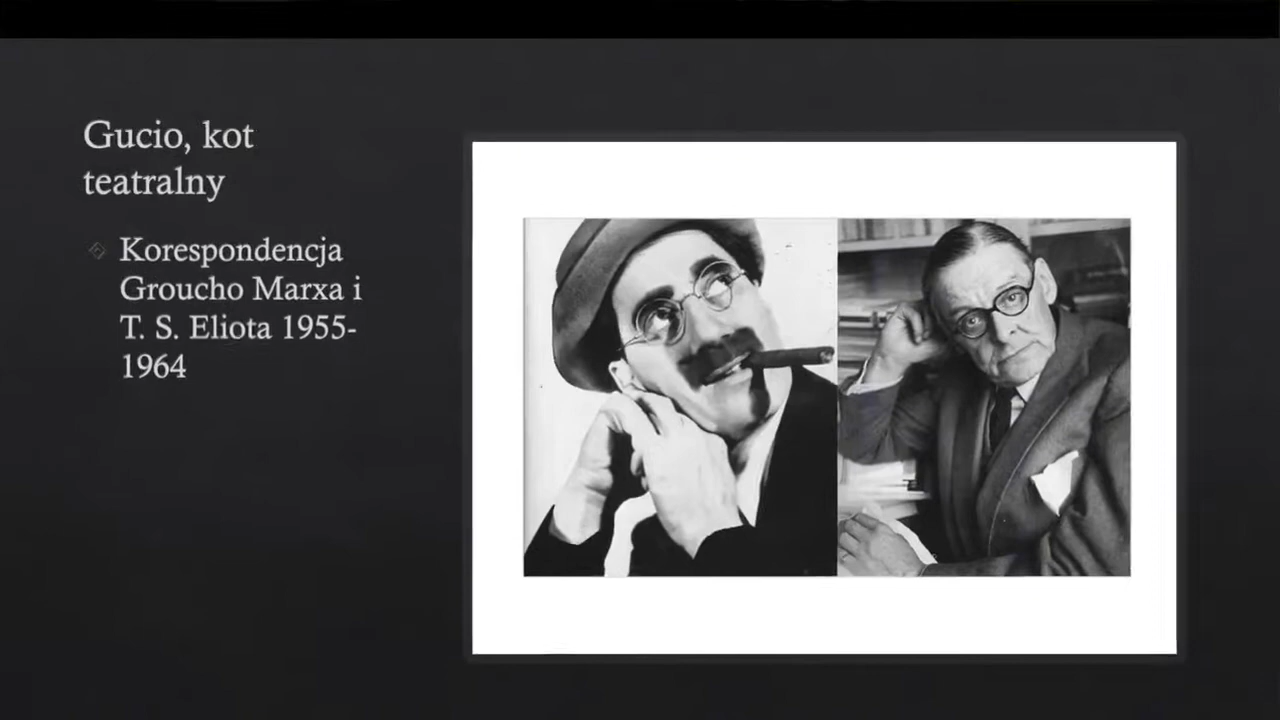 Gucio, kot
teatralny
Korespondencja
Groucho Marxa i
T. S. Eliota 1955-
1964